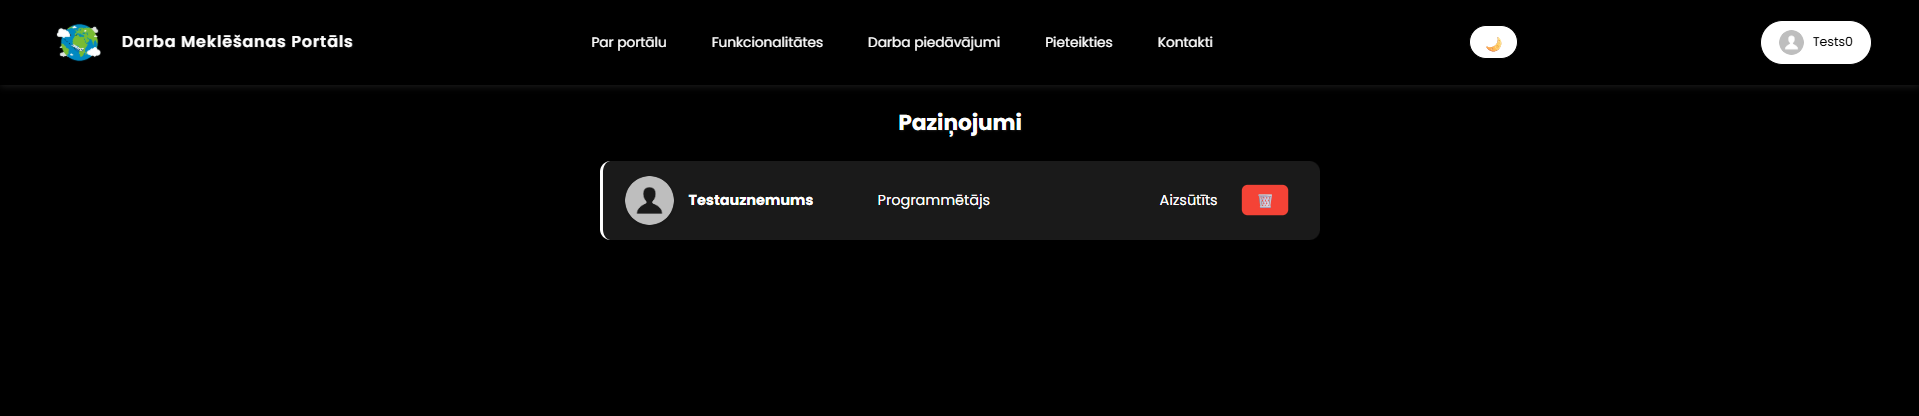 Darba Meklēšanas Portāls
Par portālu Funkcionalitātes Darba piedāvājumi Pieteikties Kontakti
Tests0
Paziņojumi
Testauznemums Programmētājs Aizsūtīts